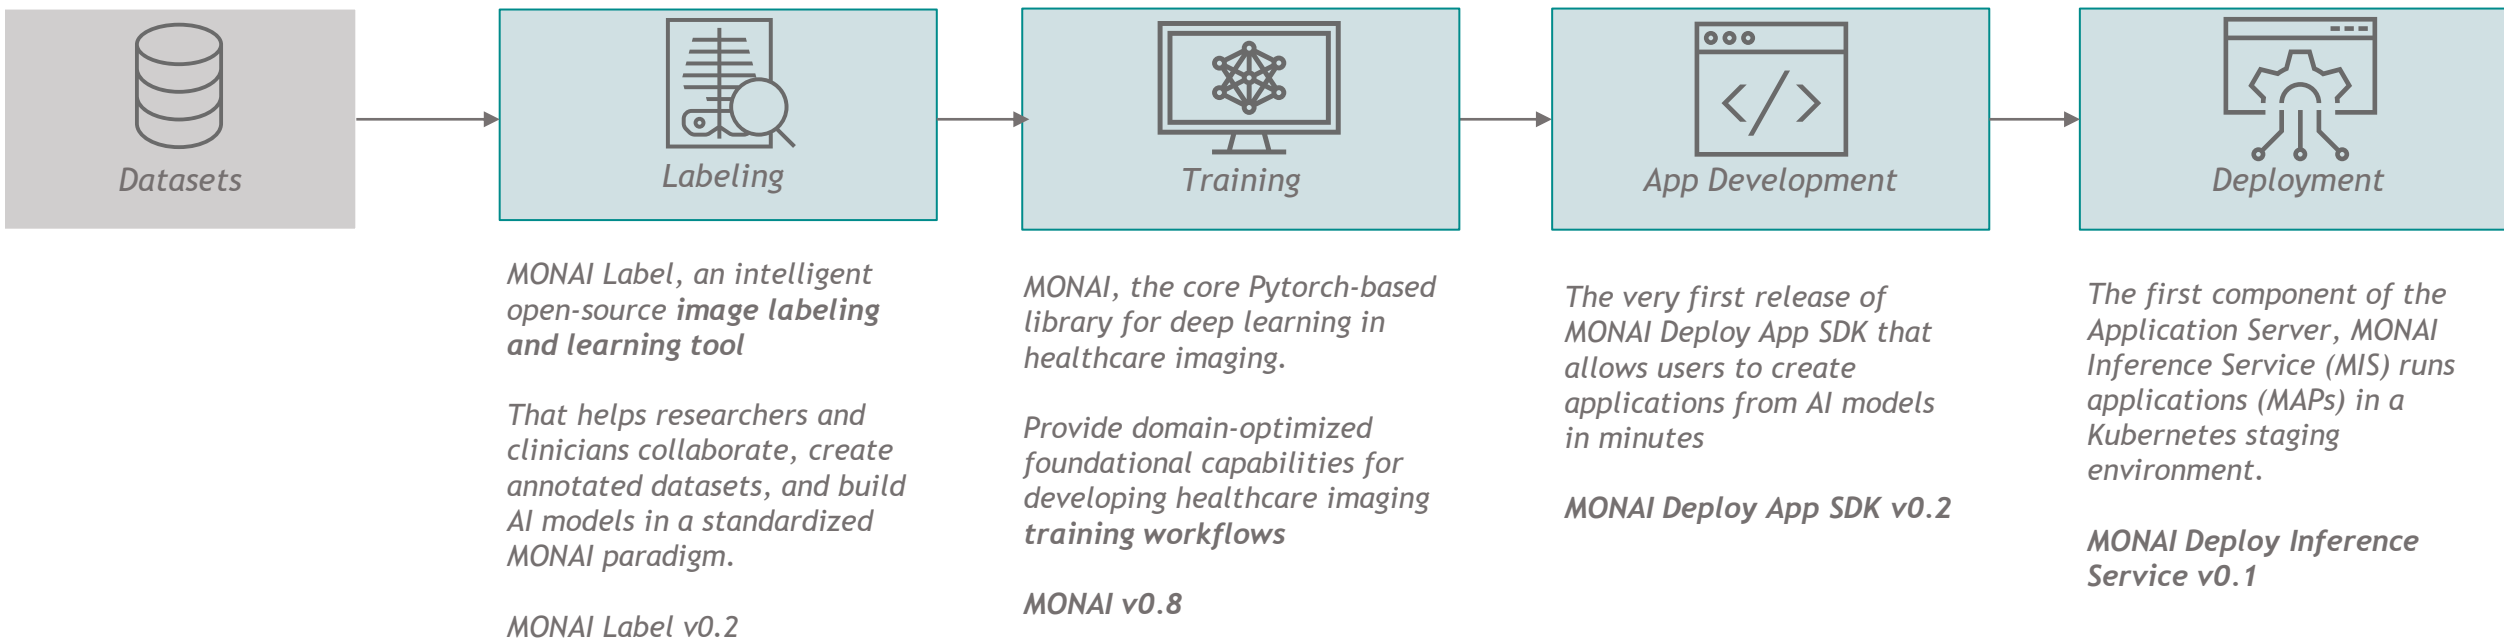 Datasets
Labeling
Training
App Development
Deployment
MONAI Label, an intelligent
open-source image labeling
and learning tool
That helps researchers and
clinicians collaborate, create
annotated datasets, and build
AI models in a standardized
MONAI paradigm.
MONAI Label v0.2
MONAI, the core Pytorch-based
library for deep learning in
healthcare imaging.
Provide domain-optimized
foundational capabilities for
developing healthcare imaging
training workflows
MONAI v0.8
The very first release of
MONAI Deploy App SDK that
allows users to create
applications from AI models
in minutes
MONAI Deploy App SDK v0.2
The first component of the
Application Server, MONAI
Inference Service (MIS) runs
applications (MAPs) in a
Kubernetes staging
environment.
MONAI Deploy Inference
Service v0.1